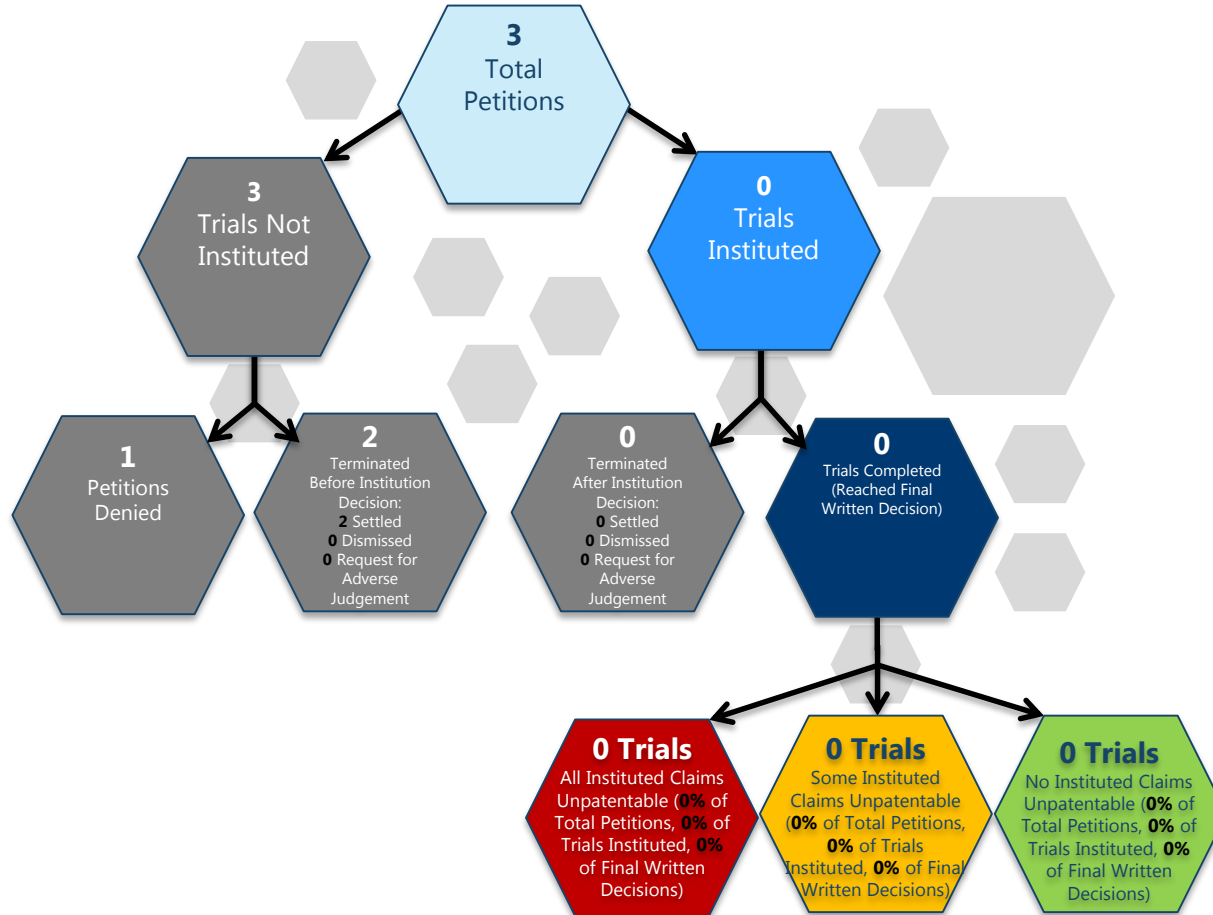 3
Total
Petitions
3
Trials Not
Instituted
0
Trials
Instituted
1
Petitions
Denied
2
Terminated
Before Institution
Decision:
2 Settled
0 Dismissed
0 Request for
Adverse
Judgement
0
Terminated
After Institution
Decision:
0 Settled
0 Dismissed
0 Request for
Adverse
Judgement
0
Trials Completed
(Reached Final
Written Decision)
0 Trials
All Instituted Claims
Unpatentable (0% of
Total Petitions, 0% of
Trials Instituted, 0%
of Final Written
Decisions)
0 Trials
Some Instituted
Claims Unpatentable
(0% of Total Petitions,
0% of Trials
Instituted, 0% of Final
Written Decisions)
0 Trials
No Instituted Claims
Unpatentable (0% of
Total Petitions, 0% of
Trials Instituted, 0%
of Final Written
Decisions)